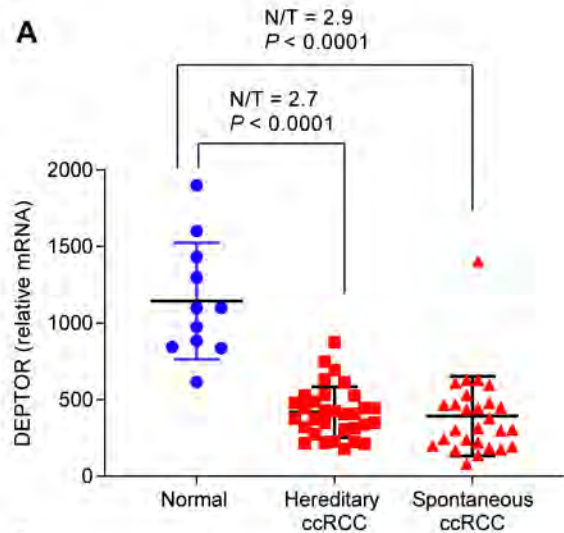 A
N/T = 2.9
P < 0.0001
N/T = 2.7
P < 0.0001
DEPTOR (relative mRNA)
2000
1500
1000
500
0
Normal
Hereditary
ccRCC
Spontaneous
ccRCC